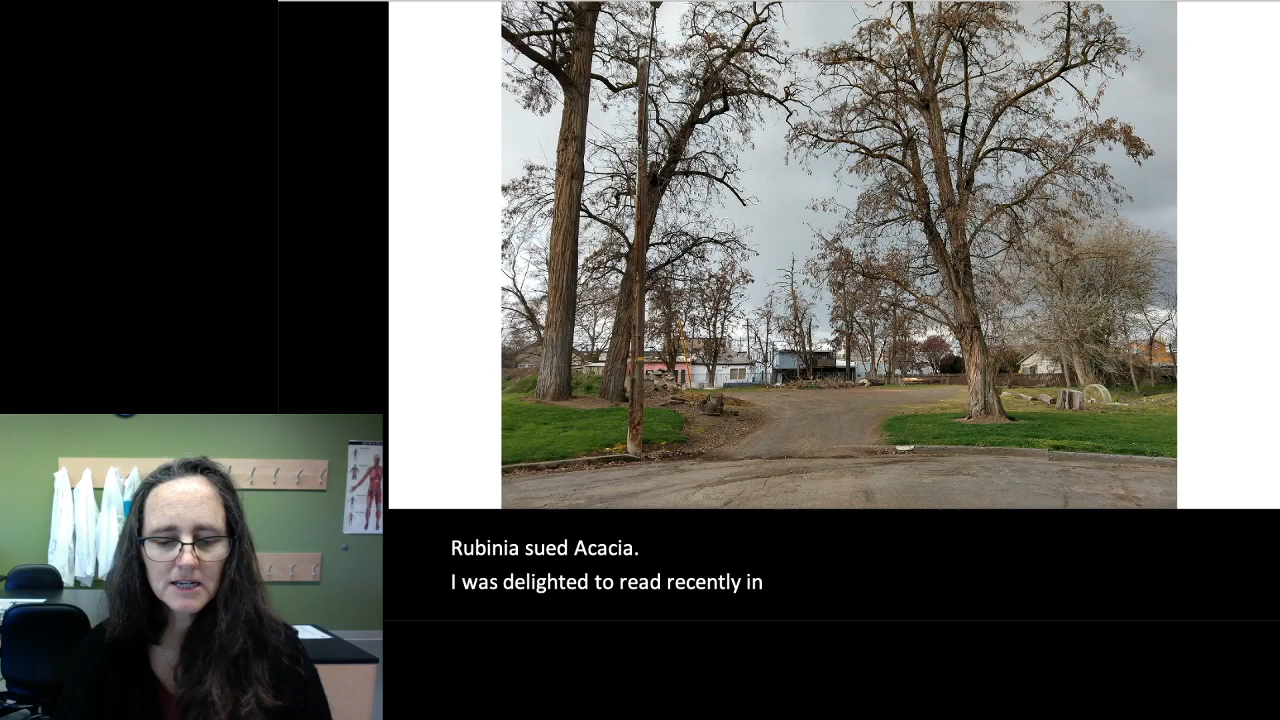 Rubinia sued Acacia.
I was delighted to read recently in